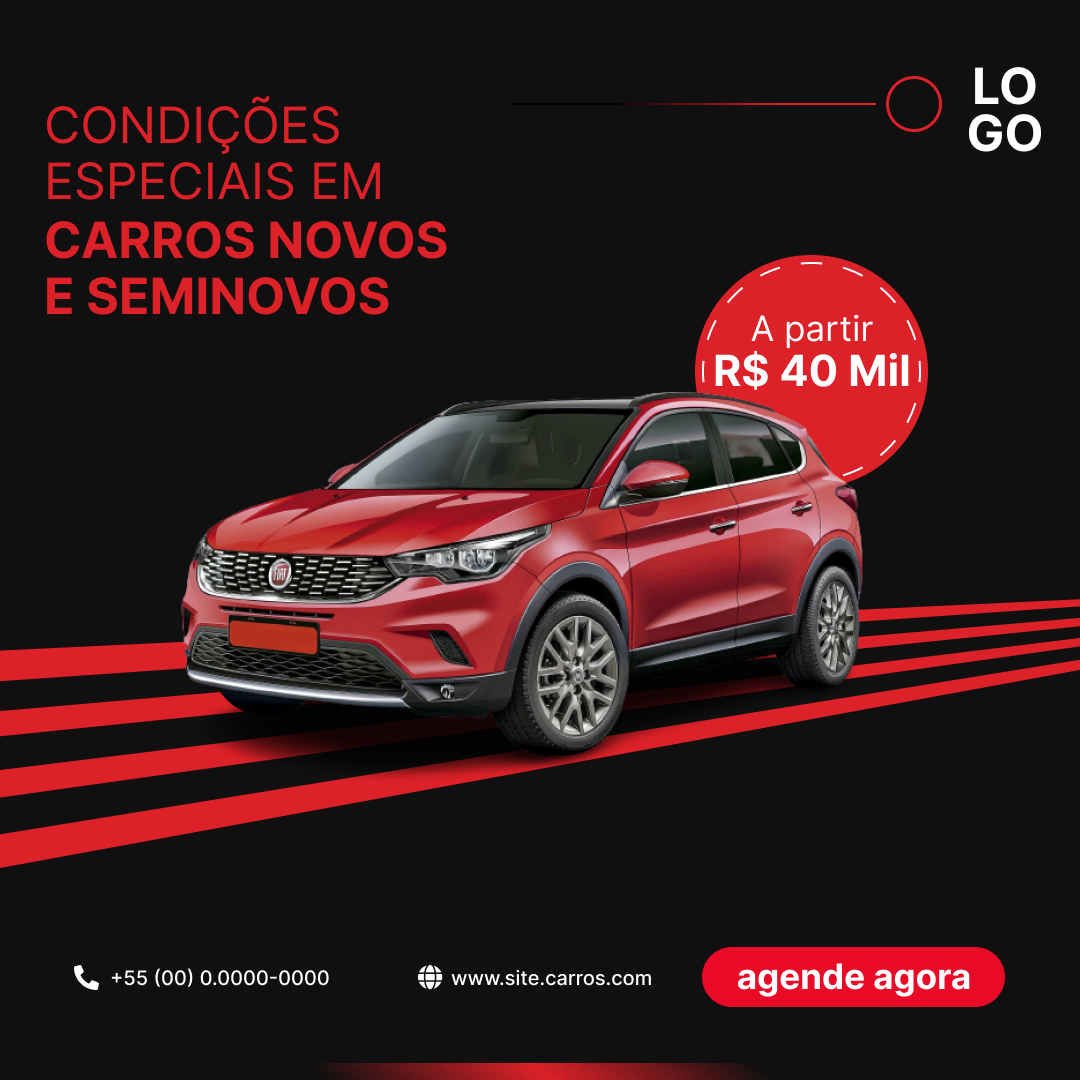 LO
GO
CONDIÇÕES
ESPECIAIS EM
CARROS NOVOS
E SEMINOVOS
A partir
R$ 40 Mil
FIAT
+55 (00) 0.0000-0000
www.site.carros.com
agende agora